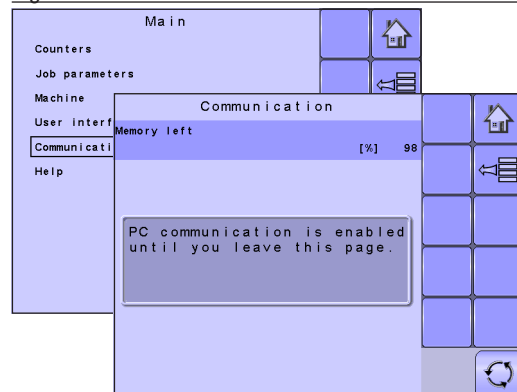 Main
Counters
Job parameters
Machine
User interf
Communicati
Help
Communication
Memory left
[%] 98
PC communication is enabled
until you leave this page.